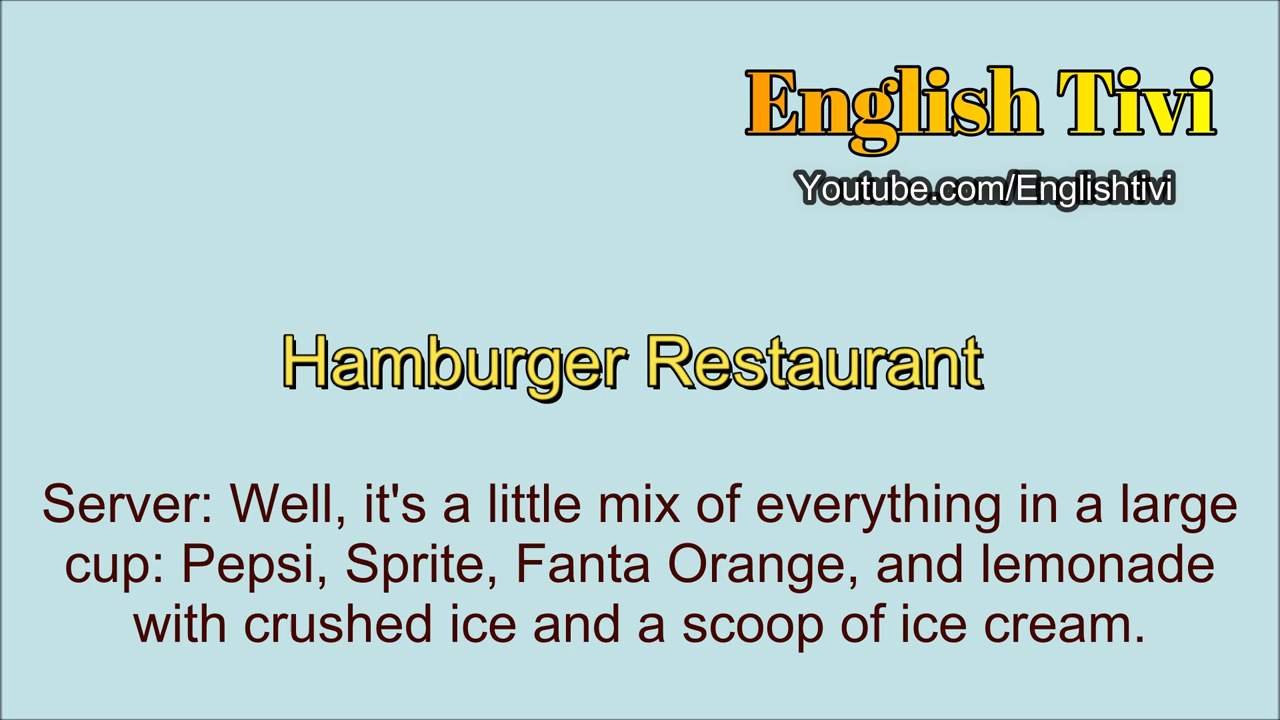 English Tivi
Youtube.com/Englishtivi
Hamburger Restaurant
Server: Well, it's a little mix of everything in a large
cup: Pepsi, Sprite, Fanta Orange, and lemonade
with crushed ice and a scoop of ice cream.